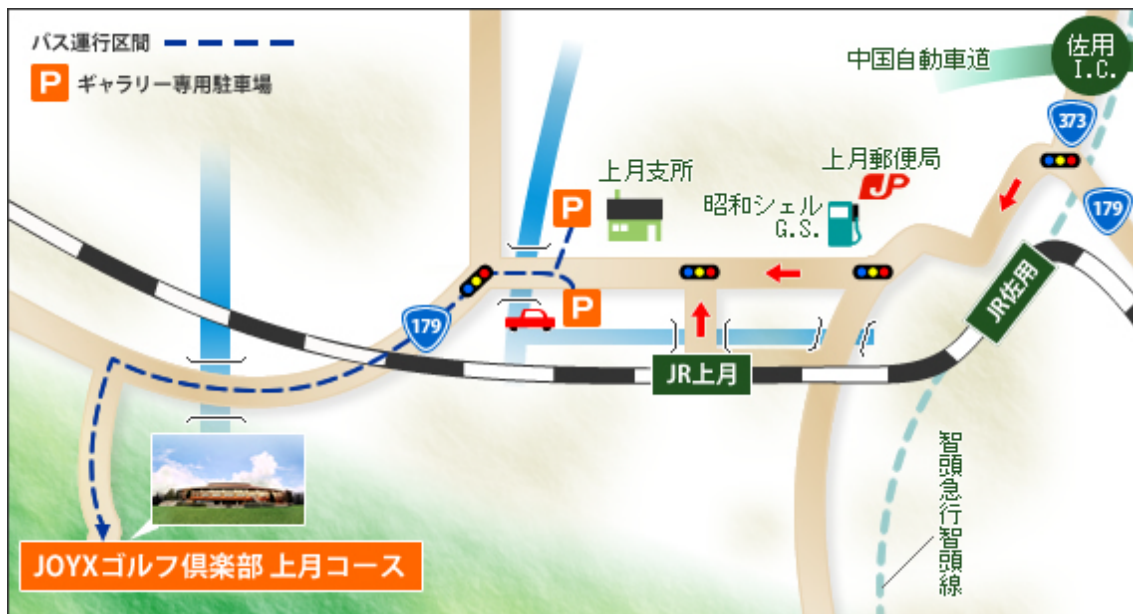 バス運行区間
P ギャラリー専用駐車場
中国自動車道
佐用
I.C.
373
179
上月支所
上月郵便局
JP
昭和シェル
G.S.
P
P
179
JR佐用
JR上月
智頭急行智頭線
JOYXゴルフ倶楽部 上月コース